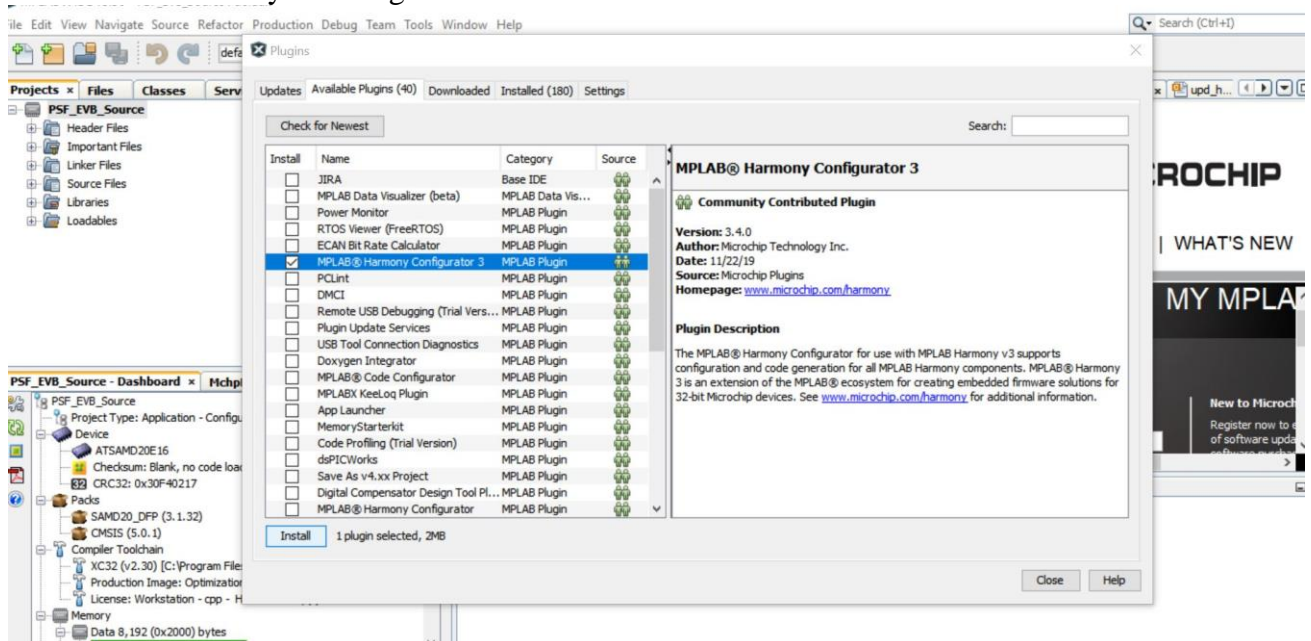 File Edit View Navigate Source Refactor Production Debug Team Tools Window Help
Search (Ctrl+I)
Plugins
Projects Files Classes Serv
PSF_EVB_Source
Header Files
Important Files
Linker Files
Source Files
Libraries
Loadables
Updates Available Plugins (40) Downloaded Installed (180) Settings
Check for Newest
Search:
Install Name Category Source
JIRA Base IDE
MPLAB Data Visualizer (beta) MPLAB Data Vis...
Power Monitor MPLAB Plugin
RTOS Viewer (FreeRTOS) MPLAB Plugin
ECAN Bit Rate Calculator MPLAB Plugin
MPLAB® Harmony Configurator 3 MPLAB Plugin
PCLint MPLAB Plugin
DMCI MPLAB Plugin
Remote USB Debugging (Trial Vers... MPLAB Plugin
Plugin Update Services MPLAB Plugin
USB Tool Connection Diagnostics MPLAB Plugin
Doxygen Integrator MPLAB Plugin
MPLAB® Code Configurator MPLAB Plugin
MPLABX KeeLoq Plugin MPLAB Plugin
App Launcher MPLAB Plugin
MemoryStarterkit MPLAB Plugin
Code Profiling (Trial Version) MPLAB Plugin
dsPICWorks MPLAB Plugin
Save As v4.xx Project MPLAB Plugin
Digital Compensator Design Tool Pl... MPLAB Plugin
MPLAB® Harmony Configurator MPLAB Plugin
Install 1 plugin selected, 2MB
MPLAB® Harmony Configurator 3
Community Contributed Plugin
Version: 3.4.0
Author: Microchip Technology Inc.
Date: 11/22/19
Source: Microchip Plugins
Homepage: www.microchip.com/harmony
Plugin Description
The MPLAB® Harmony Configurator for use with MPLAB Harmony v3 supports
configuration and code generation for all MPLAB Harmony components. MPLAB® Harmony
3 is an extension of the MPLAB® ecosystem for creating embedded firmware solutions for
32-bit Microchip devices. See www.microchip.com/harmony for additional information.
Close Help
PSF_EVB_Source - Dashboard Mchpl
PSF_EVB_Source
Project Type: Application - Configu
Device
ATSAMD20E16
Checksum: Blank, no code loa
CRC32: 0x30F40217
Packs
SAMD20_DFP (3.1.32)
CMSIS (5.0.1)
Compiler Toolchain
XC32 (v2.30) [C:\Program File
Production Image: Optimization
License: Workstation - cpp - H
Memory
Data 8,192 (0x2000) bytes
upd_h...
ROCHIP
| WHAT'S NEW
MY MPLA
New to Microch
Register now to
of software upda